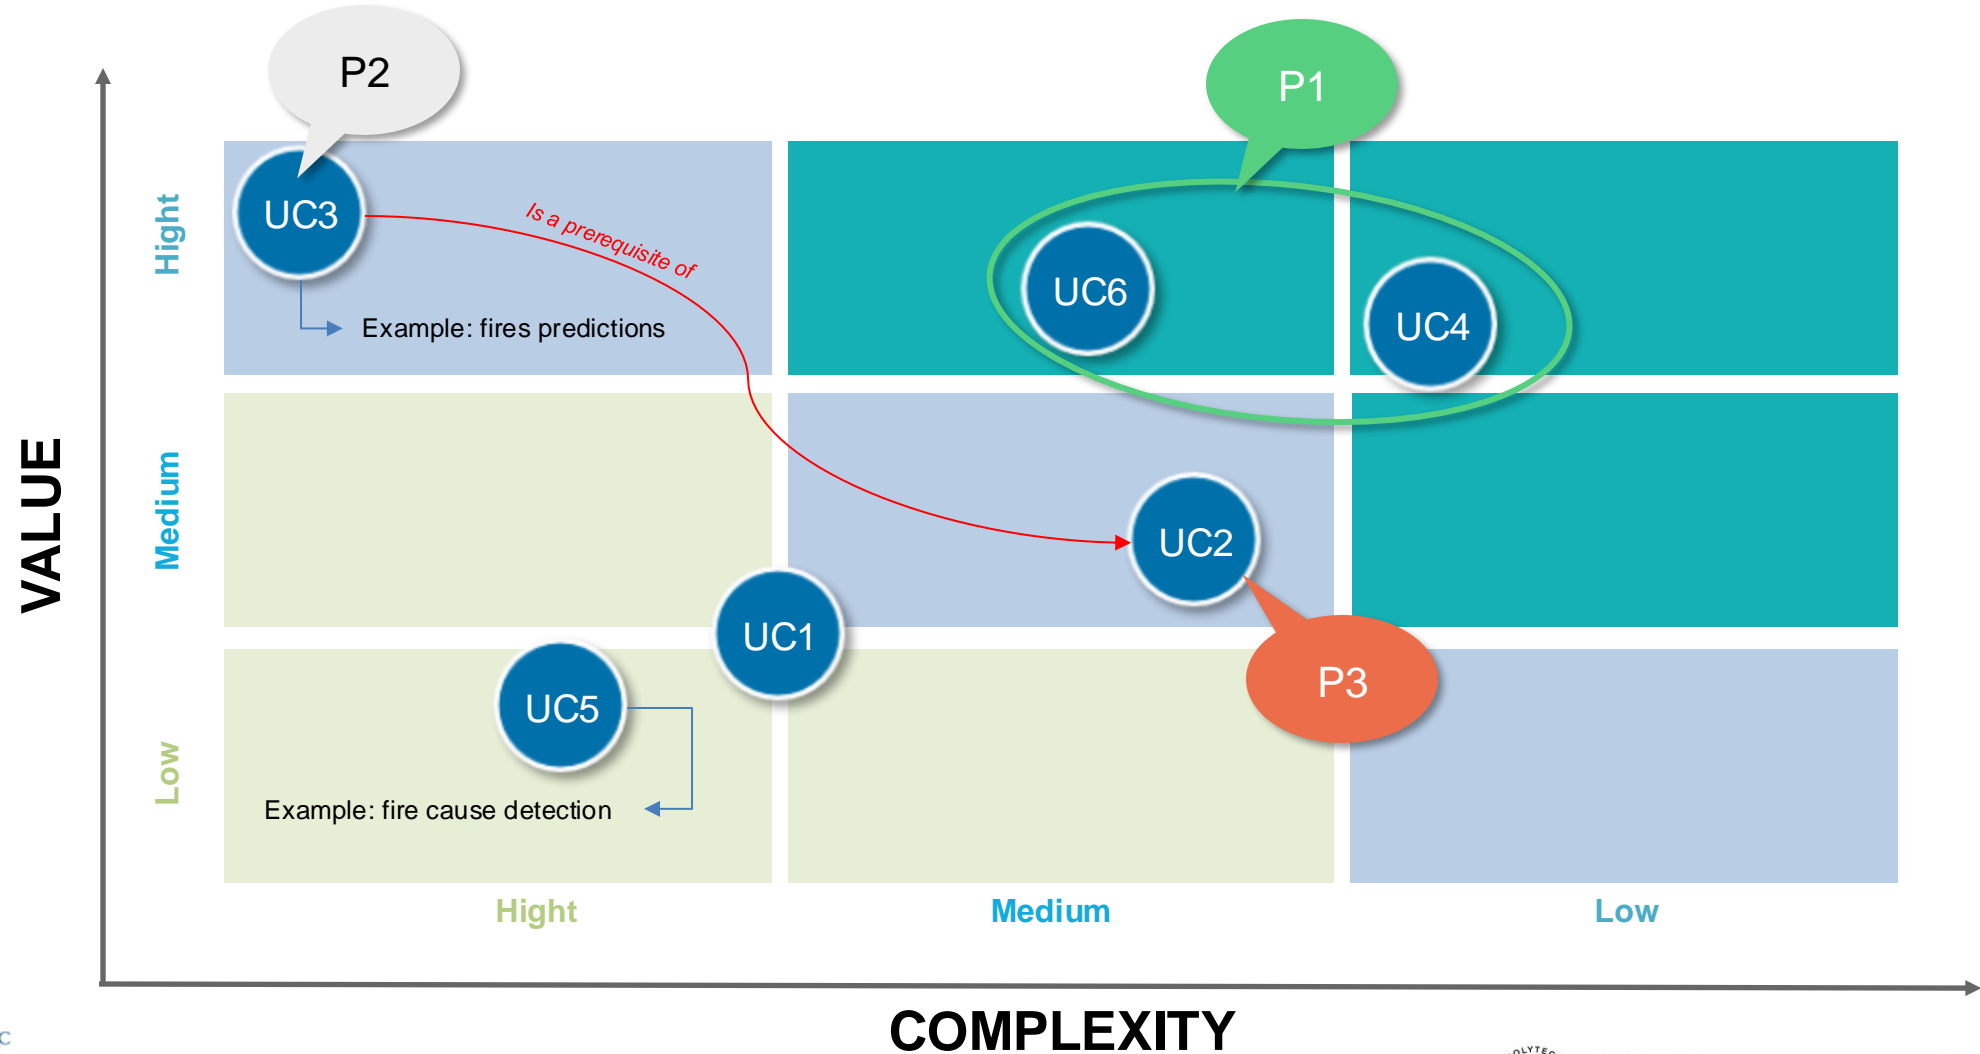 P2
P1
Hight
UC3
Is a prerequisite of
UC6
UC4
Example: fires predictions
VALUE
Medium
UC2
UC1
P3
Low
UC5
Example: fire cause detection
Hight
Medium
Low
COMPLEXITY